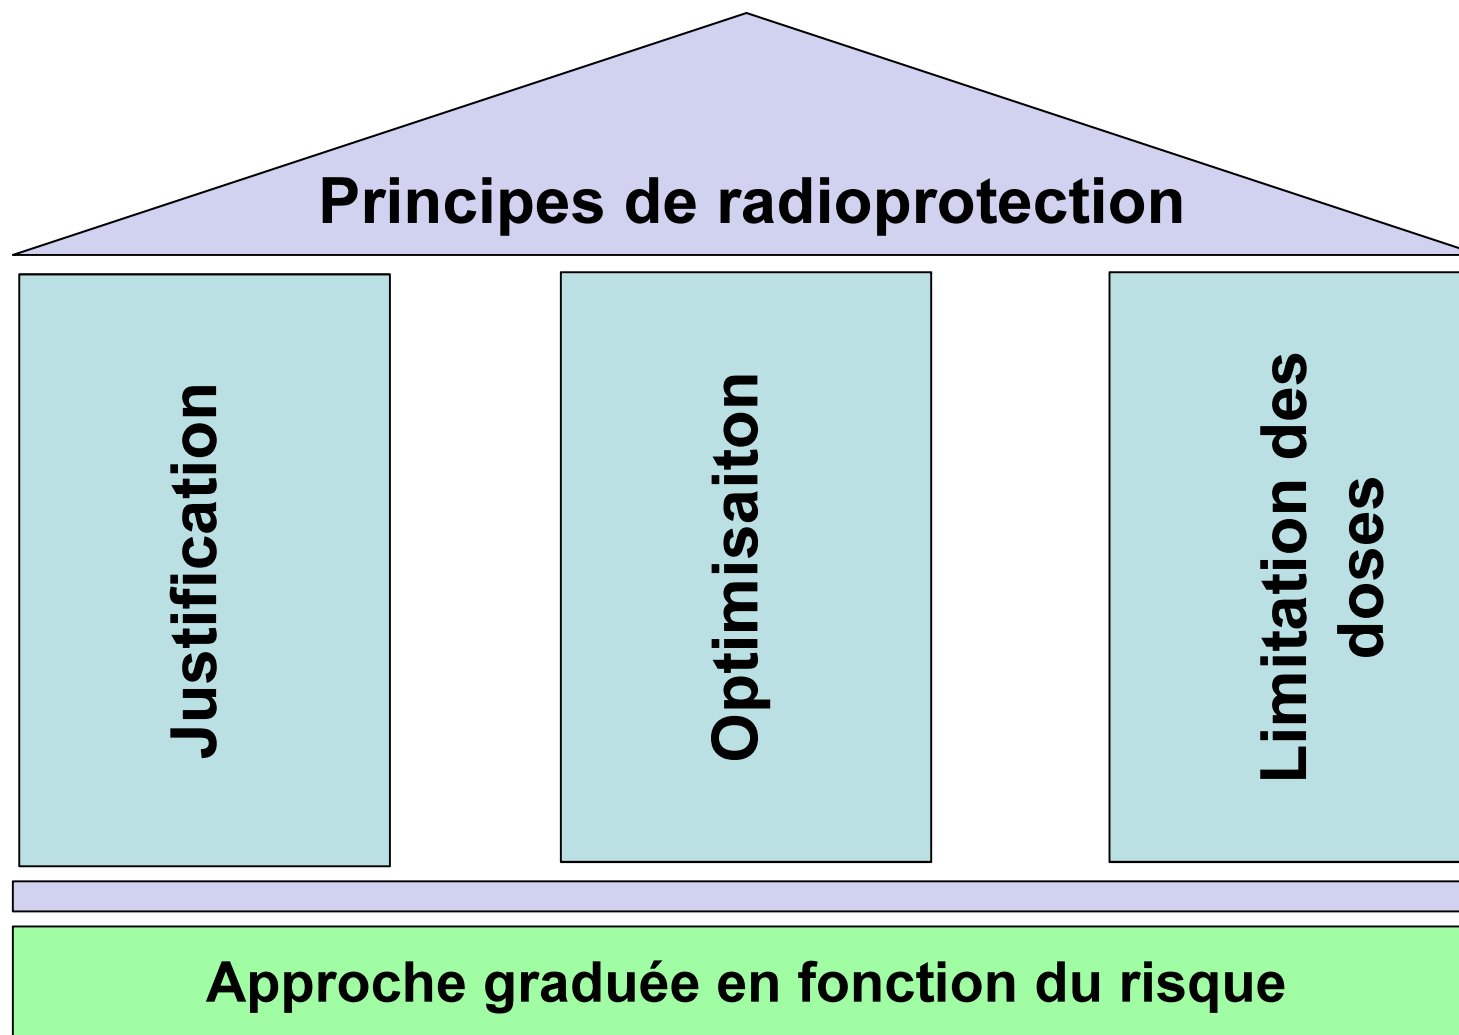 Principes de radioprotection
Justification
Optimisaiton
Limitation des
doses
Approche graduée en fonction du risque